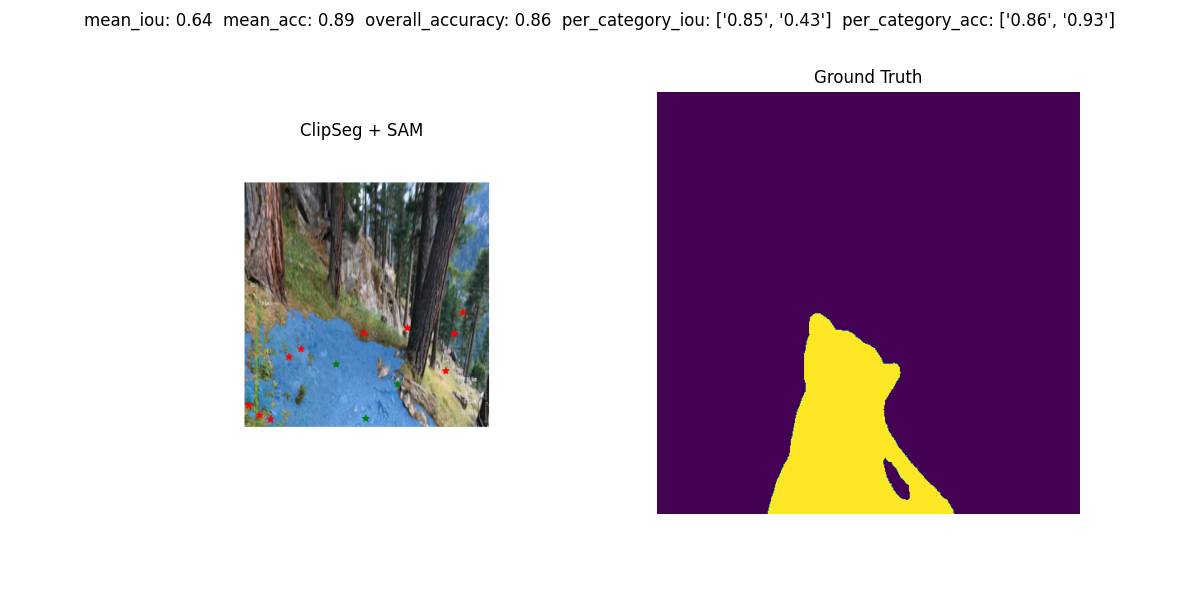 mean_iou: 0.64  mean_acc: 0.89  overall_accuracy: 0.86  per_category_iou: ['0.85', '0.43']  per_category_acc: ['0.86', '0.93']
Ground Truth
ClipSeg + SAM